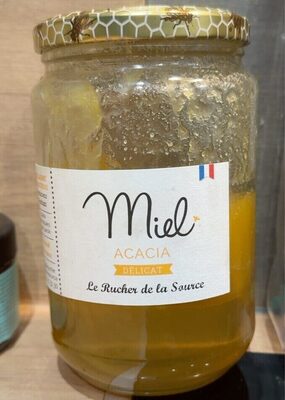 Miel
ACACIA
DÉLICAT
Le Rucher de la Source